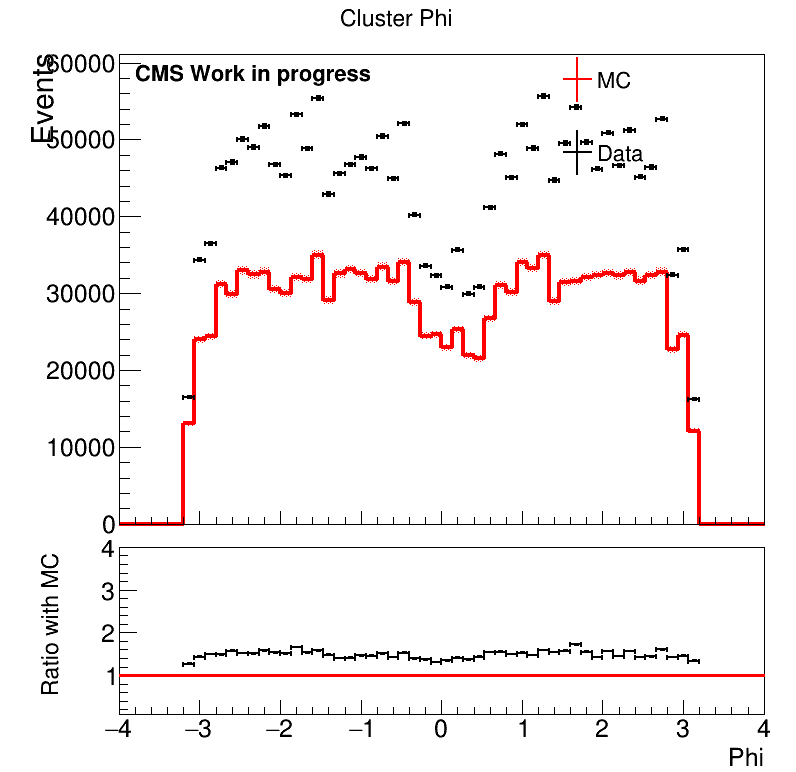 Cluster Phi
Events
CMS Work in progress
MC
Data
60000
50000
40000
30000
20000
10000
0
Ratio with MC
4
3
2
1
−4 −3 −2 −1 0 1 2 3 4
Phi